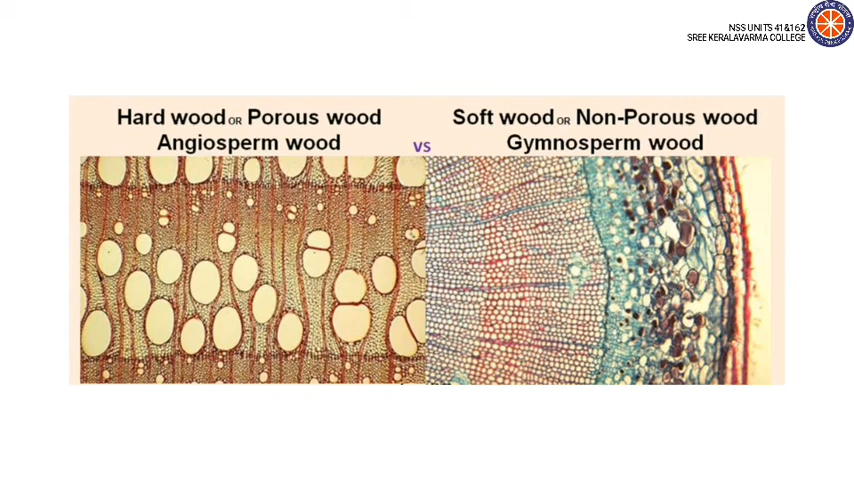 NSS UNITS 41&162
SREE KERALAVARMA COLLEGE
Hard wood OR Porous wood
Angiosperm wood
vs
Soft wood OR Non-Porous wood
Gymnosperm wood